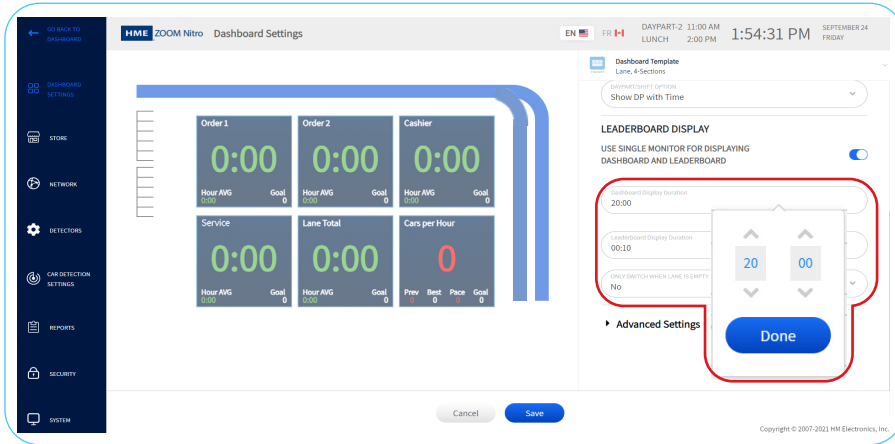 GO BACK TO
DASHBOARD
HME ZOOM Nitro Dashboard Settings
EN FR
DAYPART-2 11:00 AM
LUNCH 2:00 PM
1:54:31 PM
SEPTEMBER 24
FRIDAY
DASHBOARD
SETTINGS
STORE
NETWORK
DETECTORS
CAR DETECTION
SETTINGS
REPORTS
SECURITY
SYSTEM
Order 1
0:00
Hour AVG Goal
0:00 0
Order 2
0:00
Hour AVG Goal
0:00 0
Cashier
0:00
Hour AVG Goal
0:00 0
Service
0:00
Hour AVG Goal
0:00 0
Lane Total
0:00
Hour AVG Goal
0:00 0
Cars per Hour
0
Prev Best Pace Goal
0 0 0 0
Dashboard Template
Lane, 4-Sections
DAYPART/SHIFT OPTION
Show DP with Time
LEADERBOARD DISPLAY
USE SINGLE MONITOR FOR DISPLAYING
DASHBOARD AND LEADERBOARD
Dashboard Display Duration
20:00
Leaderboard Display Duration
00:10
ONLY SWITCH WHEN LANE IS EMPTY
No
20 00
Done
Advanced Settings
Cancel Save
Copyright © 2007-2021 HM Electronics, Inc.